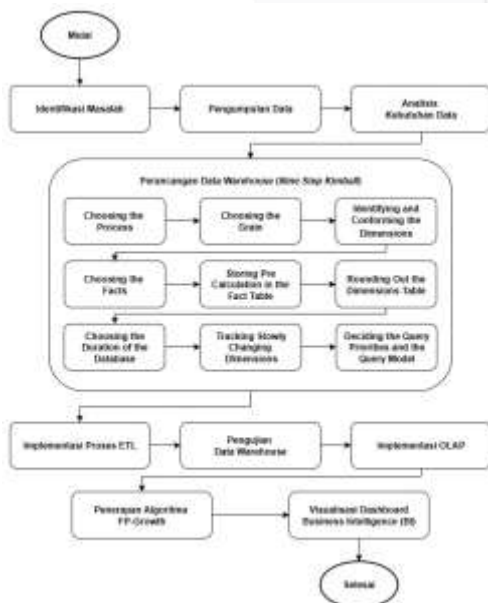 Mulai
Identifikasi Masalah
Pengumpulan Data
Analisis
Kebutuhan Data
Perancangan Data Warehouse (Nine Step Kimball)
Choosing the
Process
Choosing the
Grain
Identifying and
Conforming the
Dimensions
Choosing the
Facts
Storing Pre
Calculation in the
Fact Table
Rounding Out the
Dimensions Table
Choosing the
Duration of the
Database
Tracking Slowly
Changing
Dimensions
Deciding the Query
Priorities and the
Query Model
Implementasi Proses ETL
Pengujian
Data Warehouse
Implementasi OLAP
Penerapan Algoritma
FP-Growth
Visualisasi Dashboard
Business Intelligence (BI)
Selesai